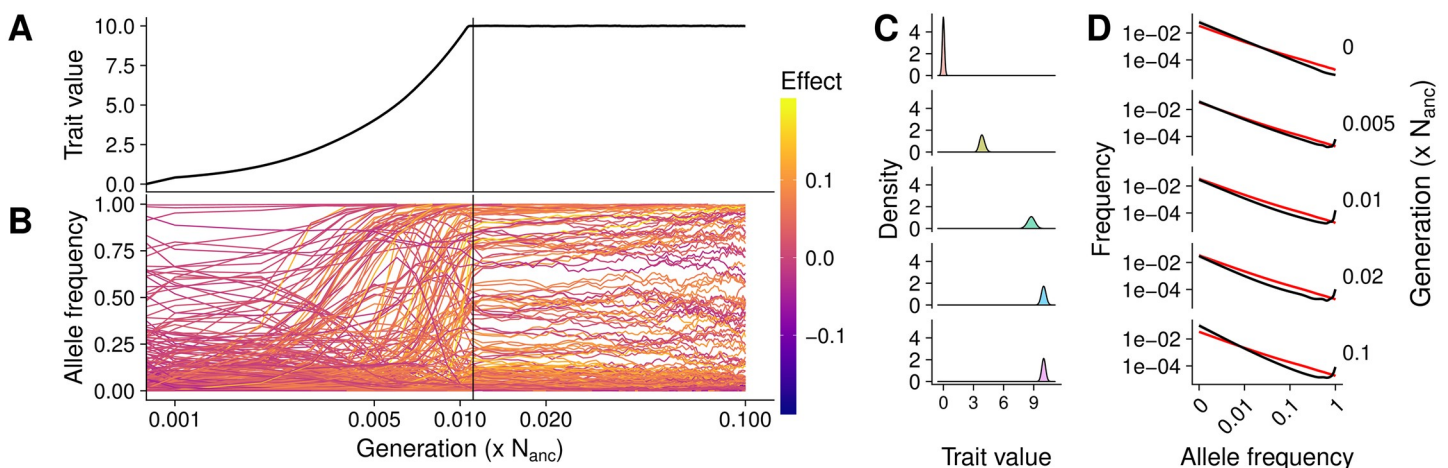 A
Trait value
10.0
7.5
5.0
2.5
0.0
B
Allele frequency
1.00
0.75
0.50
0.25
0.00
0.001
0.005
0.010
0.020
0.100
Generation (x Nanc)
Effect
0.1
0.0
−0.1
C
Density
4
2
0
4
2
0
4
2
0
4
2
0
4
2
0
0 3 6 9
Trait value
D
Frequency
1e−02
1e−04
0
1e−02
1e−04
0.005
1e−02
1e−04
0.01
1e−02
1e−04
0.02
1e−02
1e−04
0.1
0 0.01 0.1 1
Allele frequency
Generation (x Nanc)